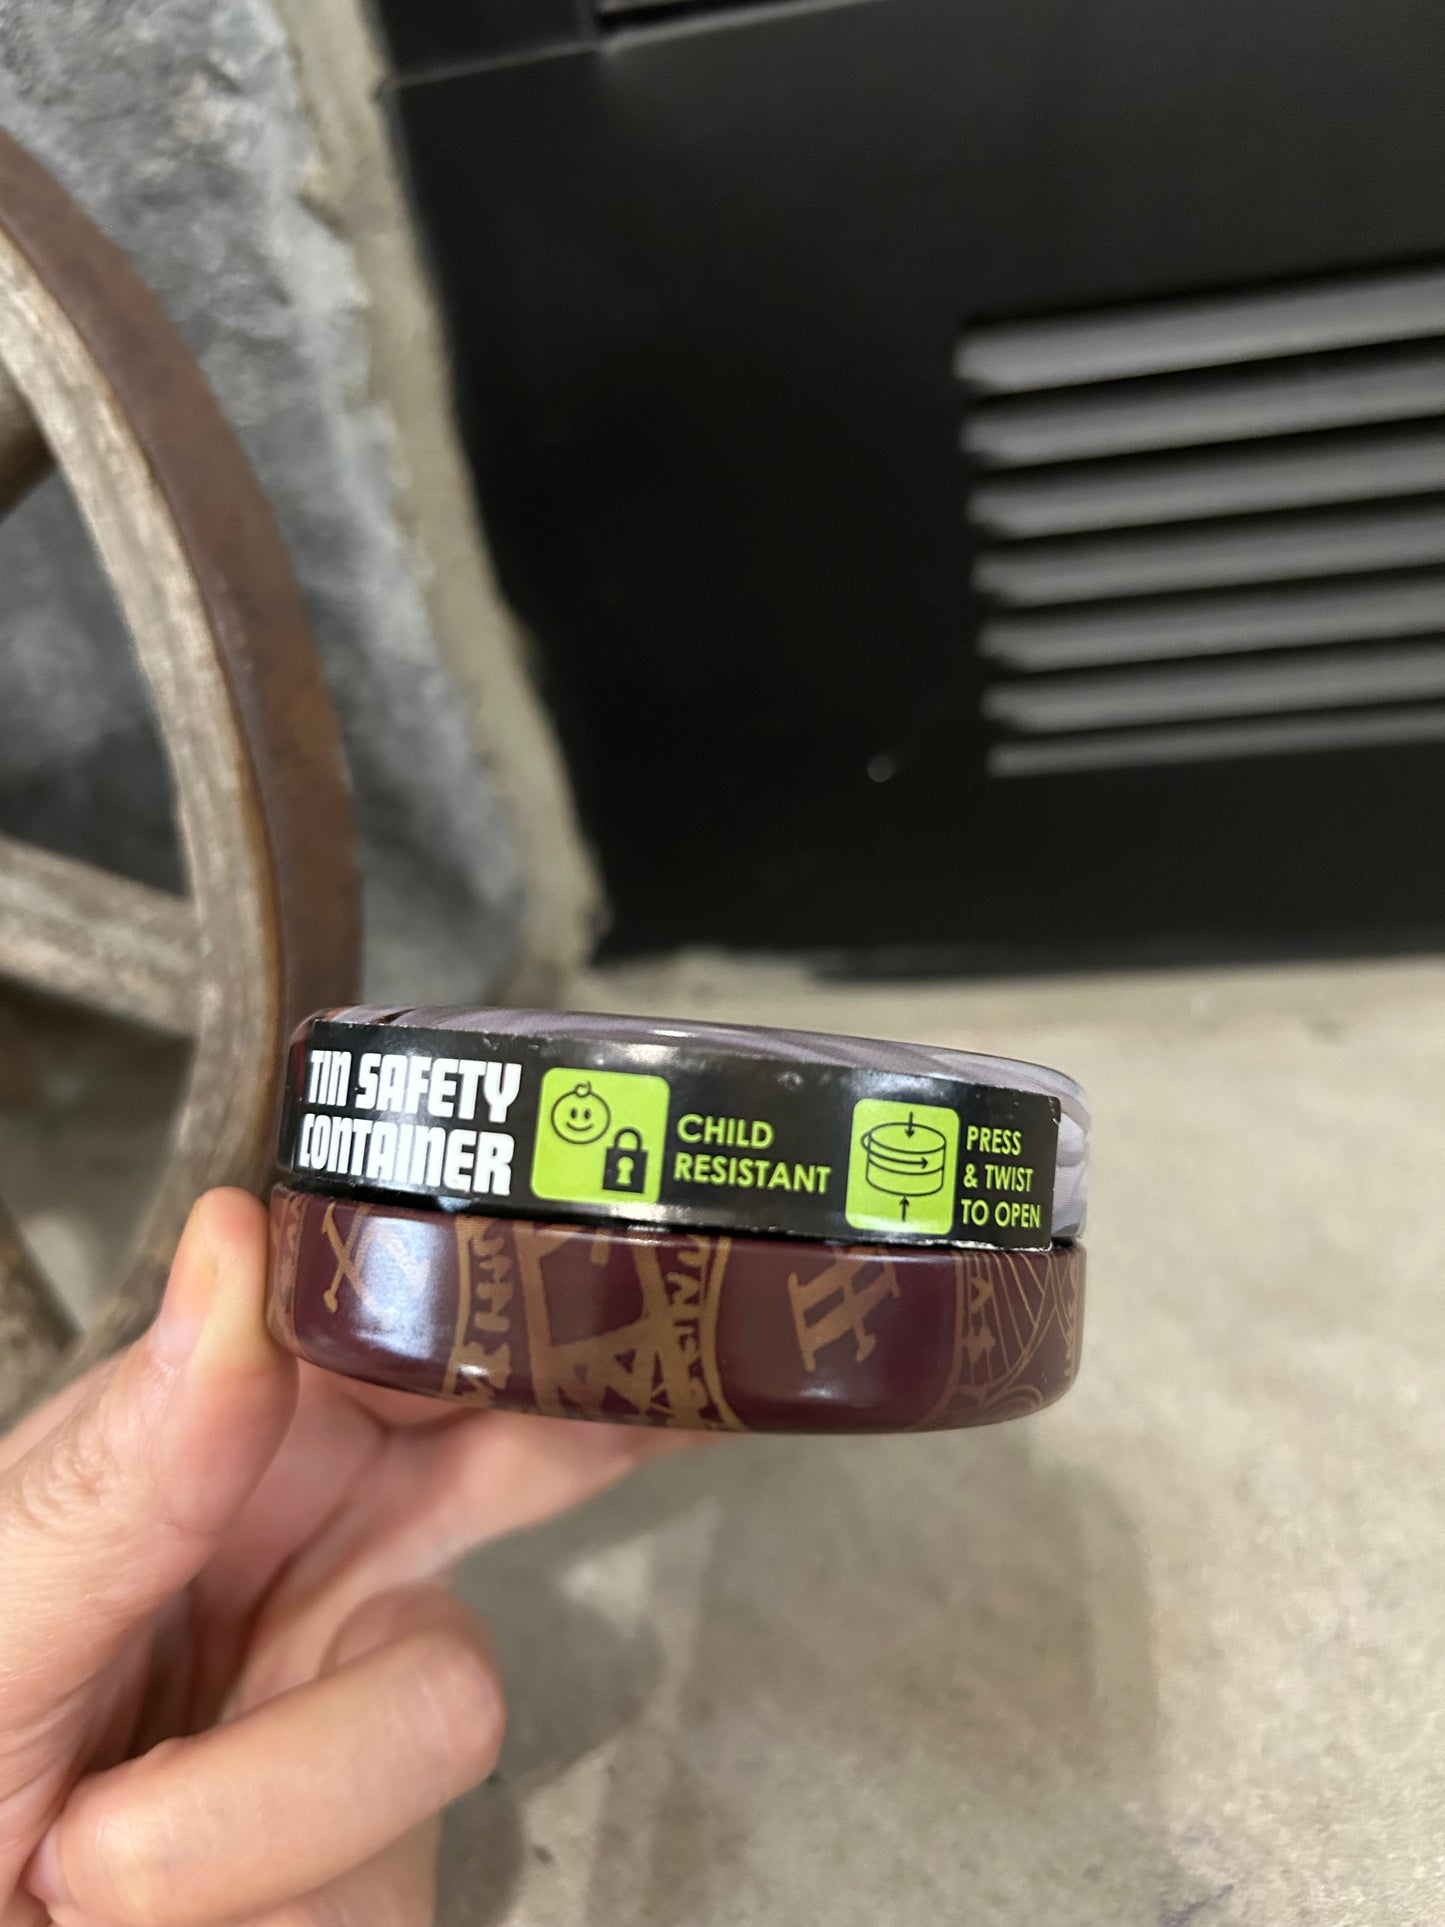 TIN SAFETY
CONTAINER
CHILD
RESISTANT
PRESS
& TWIST
TO OPEN